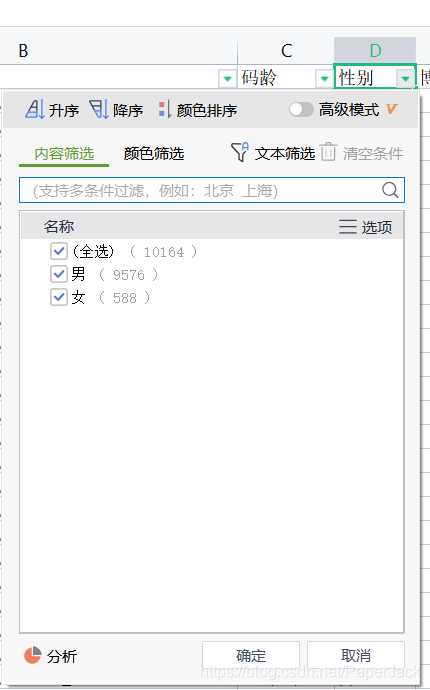 B C D
码龄 性别 博
升序 降序 颜色排序 高级模式
内容筛选 颜色筛选 文本筛选 清空条件
(支持多条件过滤，例如：北京 上海)
名称 选项
(全选) ( 10164 )
男 ( 9576 )
女 ( 588 )
分析 确定 取消
https://blog.csdn.net/PaperJack